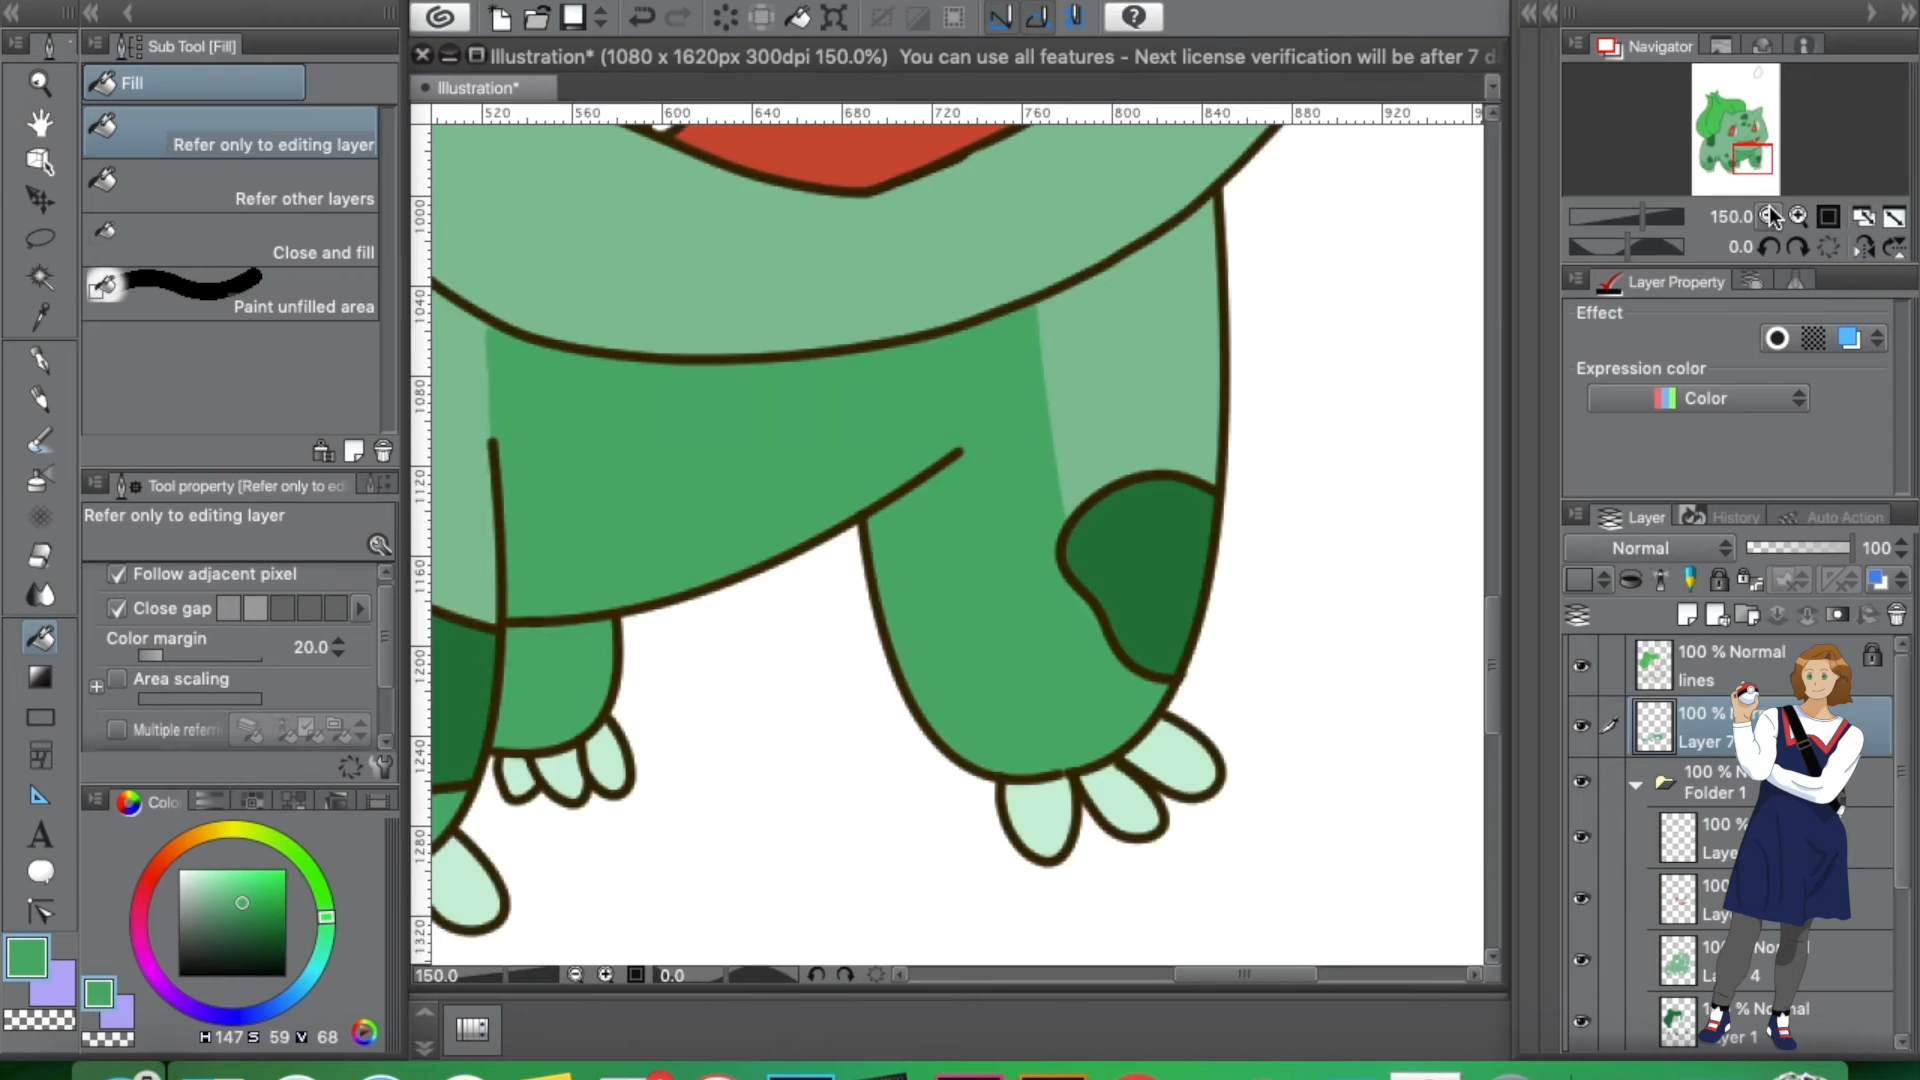 Sub Tool [Fill]
Fill
Refer only to editing layer
Refer other layers
Close and fill
Paint unfilled area
Tool property [Refer only to ed
Refer only to editing layer
Follow adjacent pixel
Close gap
Color margin
20.0
Area scaling
Multiple referri
Colo
H 147 S 59 V 68
Illustration* (1080 x 1620px 300dpi 150.0%) You can use all features - Next license verification will be after 7 d
Illustration*
520 560 600 640 680 720 760 800 840 880 920 9
1000
1040
1080
1120
1160
1200
1240
1280
1320
150.0
0.0
Navigator
150.0
0.0
Layer Property
Effect
Expression color
Color
Layer
History
Auto Action
Normal
100
100 % Normal
lines
100 %
Layer 7
100 % N
Folder 1
100 %
Laye
100
Lay
4
Normal
Layer 1